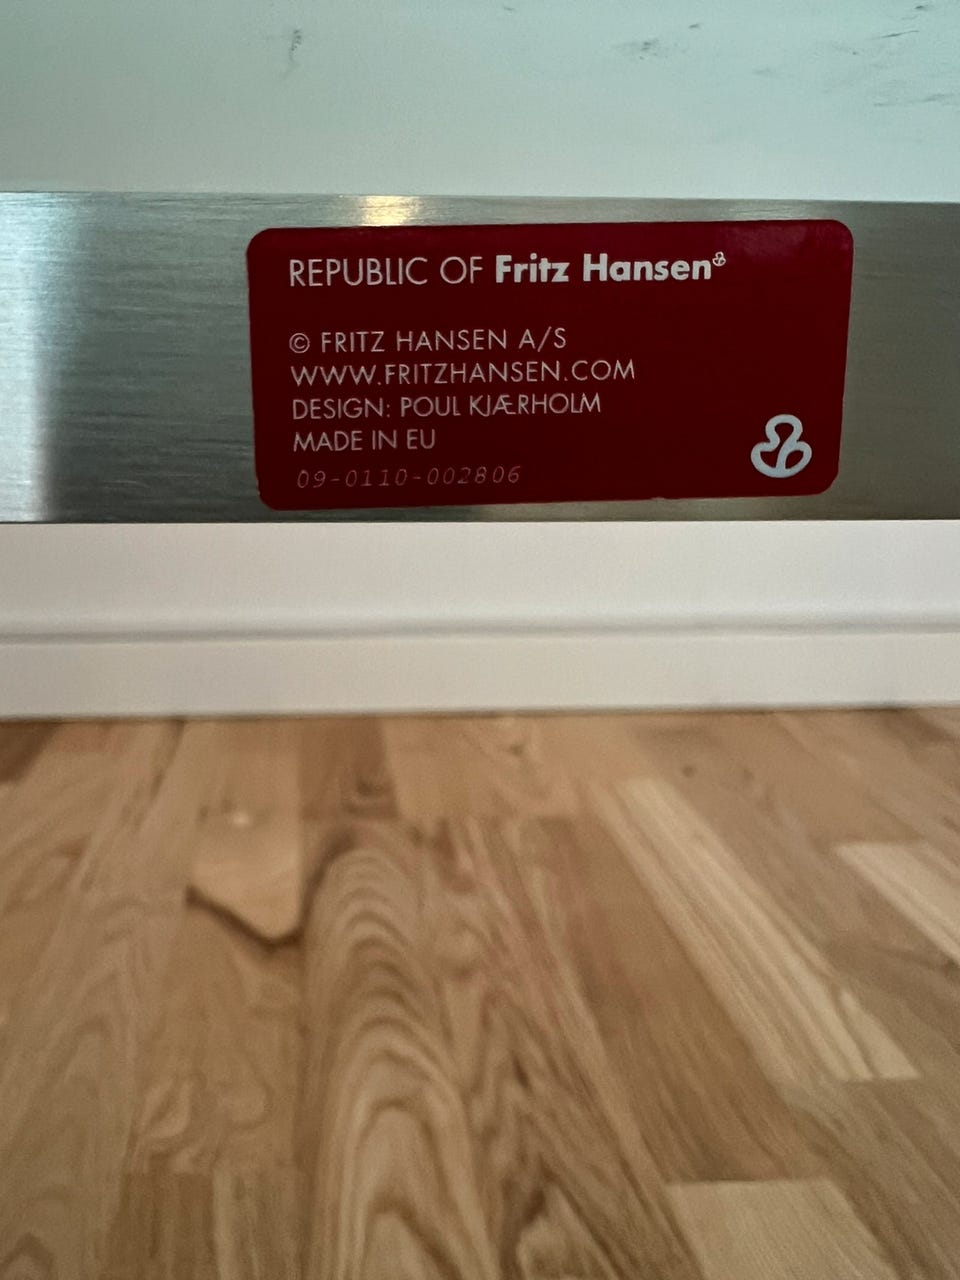 REPUBLIC OF Fritz Hansen
© FRITZ HANSEN A/S
WWW.FRITZHANSEN.COM
DESIGN: POUL KJÆRHOLM
MADE IN EU
09-0110-002806